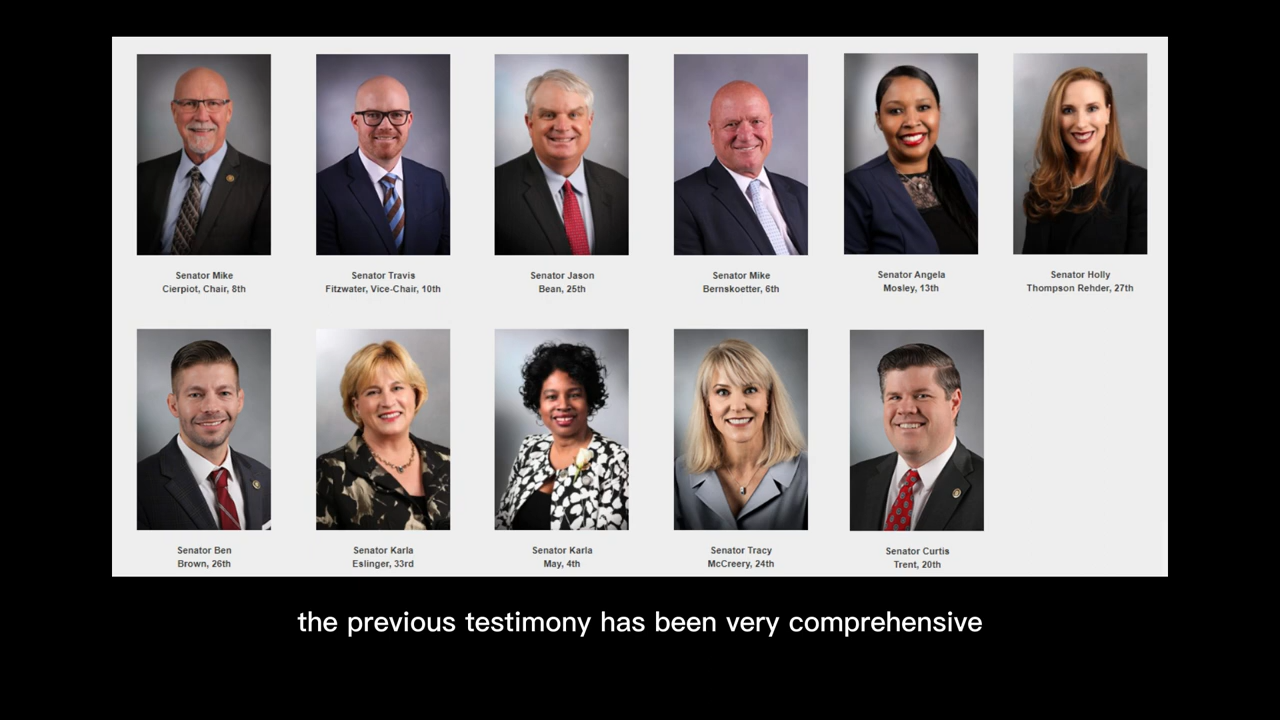 Senator Mike
Cierpiot, Chair, 8th
Senator Travis
Fitzwater, Vice-Chair, 10th
Senator Jason
Bean, 25th
Senator Mike
Bernskoetter, 6th
Senator Angela
Mosley, 13th
Senator Holly
Thompson Rehder, 27th
Senator Ben
Brown, 26th
Senator Karla
Eslinger, 33rd
Senator Karla
May, 4th
Senator Tracy
McCreery, 24th
Senator Curtis
Trent, 20th
the previous testimony has been very comprehensive